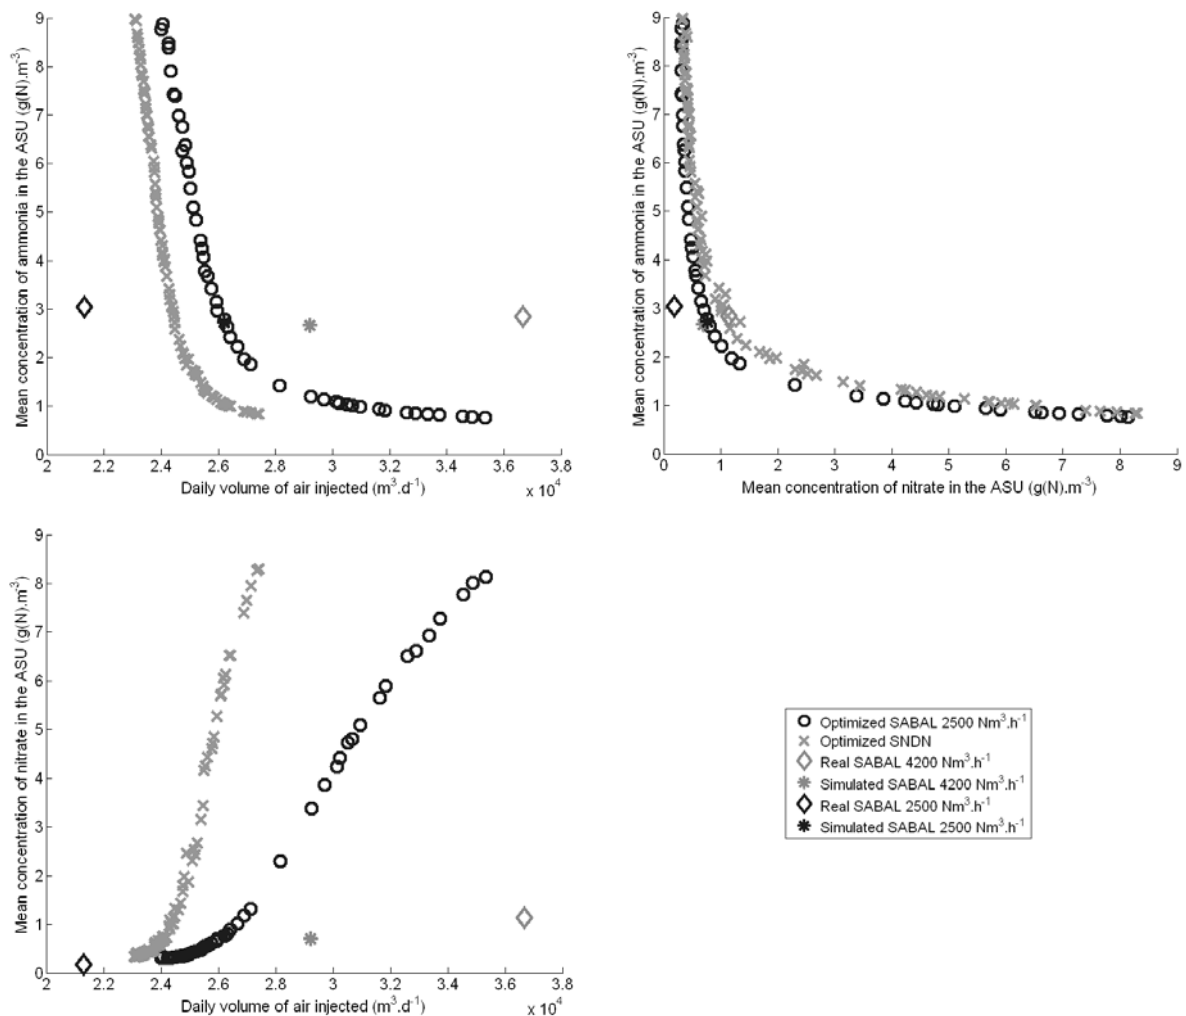 Mean concentration of ammonia in the ASU (g(N).m⁻³)
9
8
7
6
5
4
3
2
1
0
2 2.2 2.4 2.6 2.8 3 3.2 3.4 3.6 3.8
Daily volume of air injected (m³.d⁻¹)
x 10⁴
Mean concentration of ammonia in the ASU (g(N).m⁻³)
9
8
7
6
5
4
3
2
1
0
0 1 2 3 4 5 6 7 8 9
Mean concentration of nitrate in the ASU (g(N).m⁻³)
Mean concentration of nitrate in the ASU (g(N).m⁻³)
9
8
7
6
5
4
3
2
1
0
2 2.2 2.4 2.6 2.8 3 3.2 3.4 3.6 3.8
Daily volume of air injected (m³.d⁻¹)
x 10⁴
Optimized SABAL 2500 Nm³.h⁻¹
Optimized SNDN
Real SABAL 4200 Nm³.h⁻¹
Simulated SABAL 4200 Nm³.h⁻¹
Real SABAL 2500 Nm³.h⁻¹
Simulated SABAL 2500 Nm³.h⁻¹